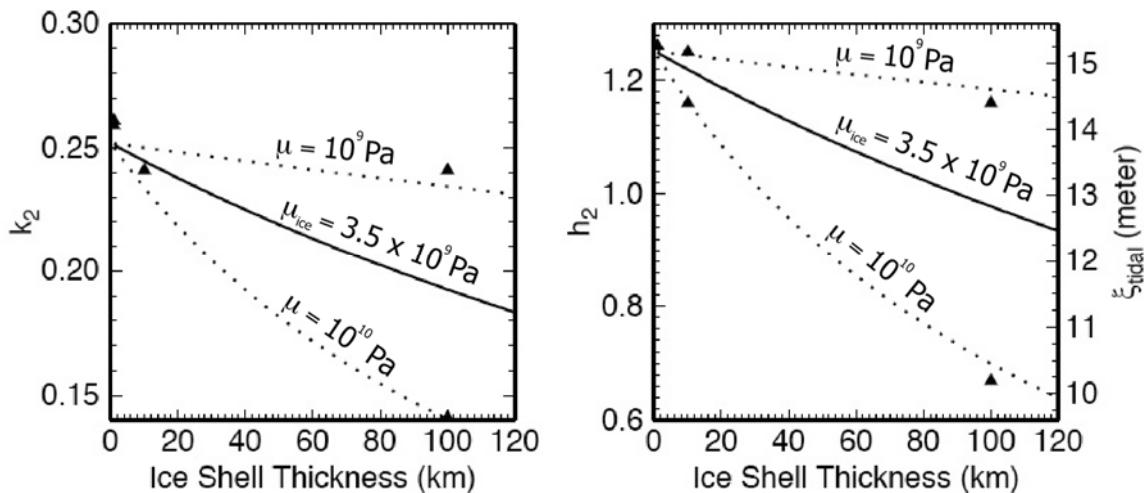 0.30
0.25
0.20
0.15
k₂
μ = 10⁹ Pa
μ_ice = 3.5 x 10⁹ Pa
μ = 10¹⁰ Pa
0 20 40 60 80 100 120
Ice Shell Thickness (km)
1.2
1.0
0.8
0.6
h₂
μ = 10⁹ Pa
μ_ice = 3.5 x 10⁹ Pa
μ = 10¹⁰ Pa
15
14
13
12
11
10
ξ_tidal (meter)
0 20 40 60 80 100 120
Ice Shell Thickness (km)